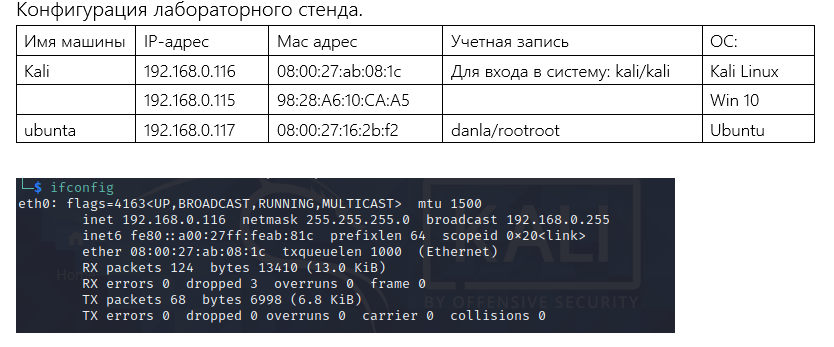 Конфигурация лабораторного стенда.
Имя машины IP-адрес Mac адрес Учетная запись ОС:
Kali 192.168.0.116 08:00:27:ab:08:1c Для входа в систему: kali/kali Kali Linux
192.168.0.115 98:28:A6:10:CA:A5 Win 10
ubunta 192.168.0.117 08:00:27:16:2b:f2 danla/rootroot Ubuntu
└─$ ifconfig
eth0: flags=4163<UP,BROADCAST,RUNNING,MULTICAST> mtu 1500
inet 192.168.0.116 netmask 255.255.255.0 broadcast 192.168.0.255
inet6 fe80::a00:27ff:feab:81c prefixlen 64 scopeid 0×20<link>
ether 08:00:27:ab:08:1c txqueuelen 1000 (Ethernet)
RX packets 124 bytes 13410 (13.0 KiB)
RX errors 0 dropped 3 overruns 0 frame 0
TX packets 68 bytes 6998 (6.8 KiB)
TX errors 0 dropped 0 overruns 0 carrier 0 collisions 0
KALI
BY OFFENSIVE SECURITY